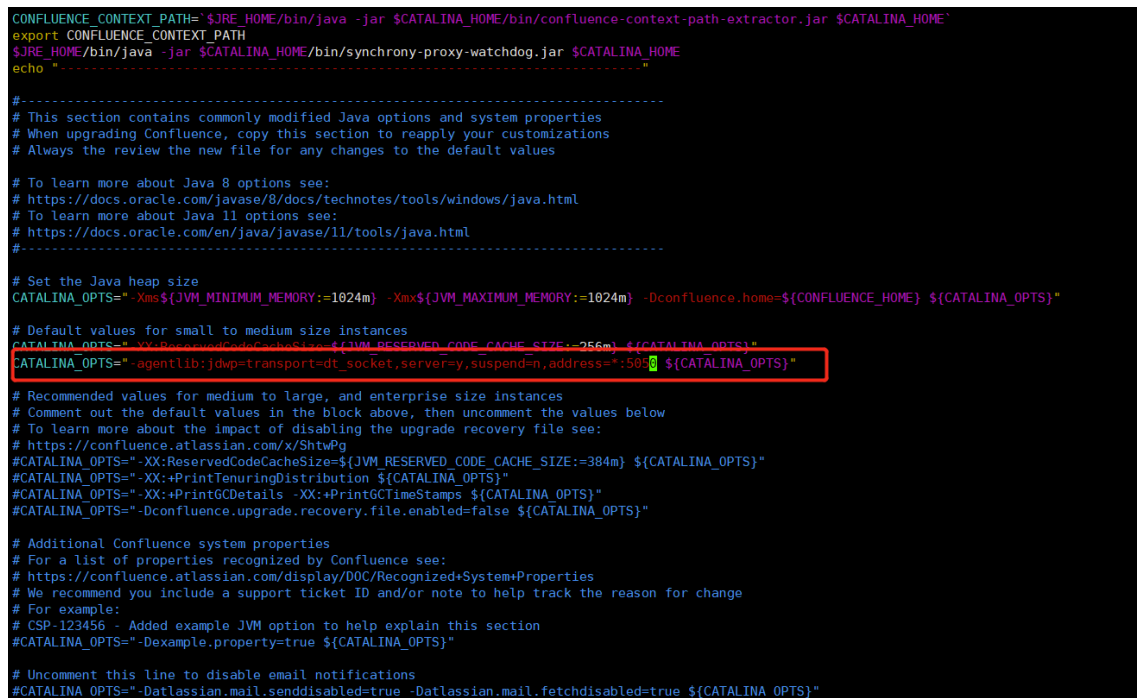 CONFLUENCE_CONTEXT_PATH=`$JRE_HOME/bin/java -jar $CATALINA_HOME/bin/confluence-context-path-extractor.jar $CATALINA_HOME`
export CONFLUENCE_CONTEXT_PATH
$JRE_HOME/bin/java -jar $CATALINA_HOME/bin/synchrony-proxy-watchdog.jar $CATALINA_HOME
echo "---------------------------------------------------------------------------"
#-----------------------------------------------------------------------------------
# This section contains commonly modified Java options and system properties
# When upgrading Confluence, copy this section to reapply your customizations
# Always the review the new file for any changes to the default values
# To learn more about Java 8 options see:
# https://docs.oracle.com/javase/8/docs/technotes/tools/windows/java.html
# To learn more about Java 11 options see:
# https://docs.oracle.com/en/java/javase/11/tools/java.html
#-----------------------------------------------------------------------------------
# Set the Java heap size
CATALINA_OPTS="-Xms${JVM_MINIMUM_MEMORY:=1024m} -Xmx${JVM_MAXIMUM_MEMORY:=1024m} -Dconfluence.home=${CONFLUENCE_HOME} ${CATALINA_OPTS}"
# Default values for small to medium size instances
CATALINA_OPTS="-XX:ReservedCodeCacheSize=${JVM_RESERVED_CODE_CACHE_SIZE:=256m} ${CATALINA_OPTS}"
CATALINA_OPTS="-agentlib:jdwp=transport=dt_socket,server=y,suspend=n,address=*:5050 ${CATALINA_OPTS}"
# Recommended values for medium to large, and enterprise size instances
# Comment out the default values in the block above, then uncomment the values below
# To learn more about the impact of disabling the upgrade recovery file see:
# https://confluence.atlassian.com/x/ShtwPg
#CATALINA_OPTS="-XX:ReservedCodeCacheSize=${JVM_RESERVED_CODE_CACHE_SIZE:=384m} ${CATALINA_OPTS}"
#CATALINA_OPTS="-XX:+PrintTenuringDistribution ${CATALINA_OPTS}"
#CATALINA_OPTS="-XX:+PrintGCDetails -XX:+PrintGCTimeStamps ${CATALINA_OPTS}"
#CATALINA_OPTS="-Dconfluence.upgrade.recovery.file.enabled=false ${CATALINA_OPTS}"
# Additional Confluence system properties
# For a list of properties recognized by Confluence see:
# https://confluence.atlassian.com/display/DOC/Recognized+System+Properties
# We recommend you include a support ticket ID and/or note to help track the reason for change
# For example:
# CSP-123456 - Added example JVM option to help explain this section
#CATALINA_OPTS="-Dexample.property=true ${CATALINA_OPTS}"
# Uncomment this line to disable email notifications
#CATALINA_OPTS="-Datlassian.mail.senddisabled=true -Datlassian.mail.fetchdisabled=true ${CATALINA_OPTS}"